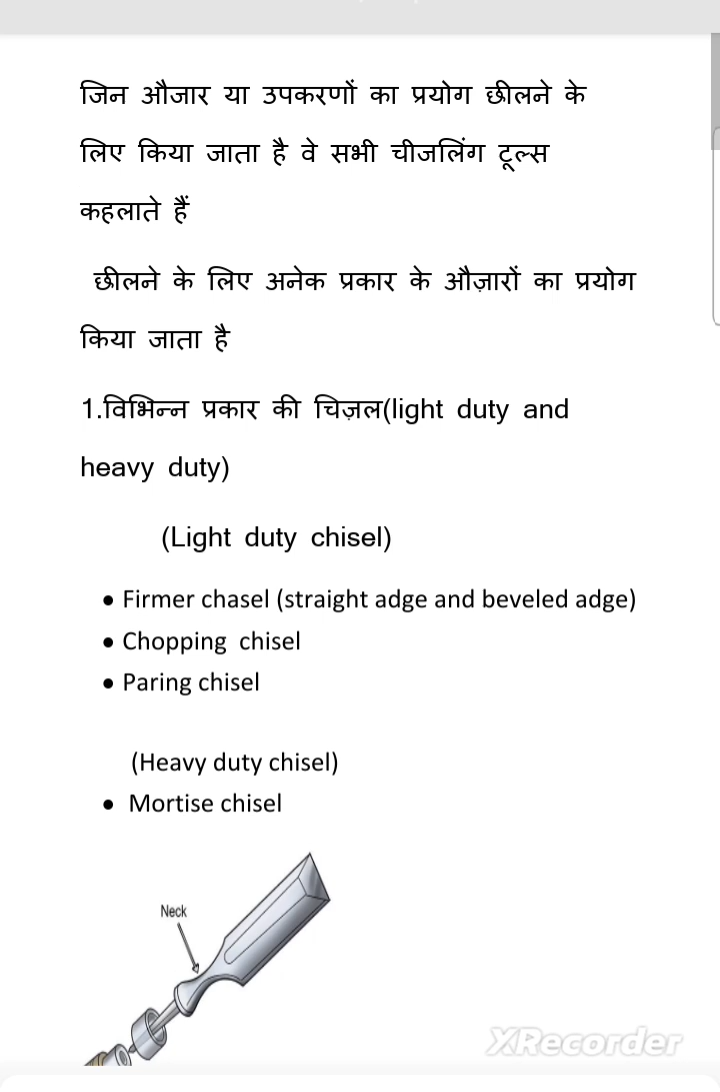 जिन औजार या उपकरणों का प्रयोग छीलने के
लिए किया जाता है वे सभी चीजलिंग टूल्स
कहलाते हैं
छीलने के लिए अनेक प्रकार के औज़ारों का प्रयोग
किया जाता है
1.विभिन्न प्रकार की चिज़ल(light duty and
heavy duty)
(Light duty chisel)
• Firmer chasel (straight adge and beveled adge)
• Chopping chisel
• Paring chisel
(Heavy duty chisel)
• Mortise chisel
Neck
XRecorder